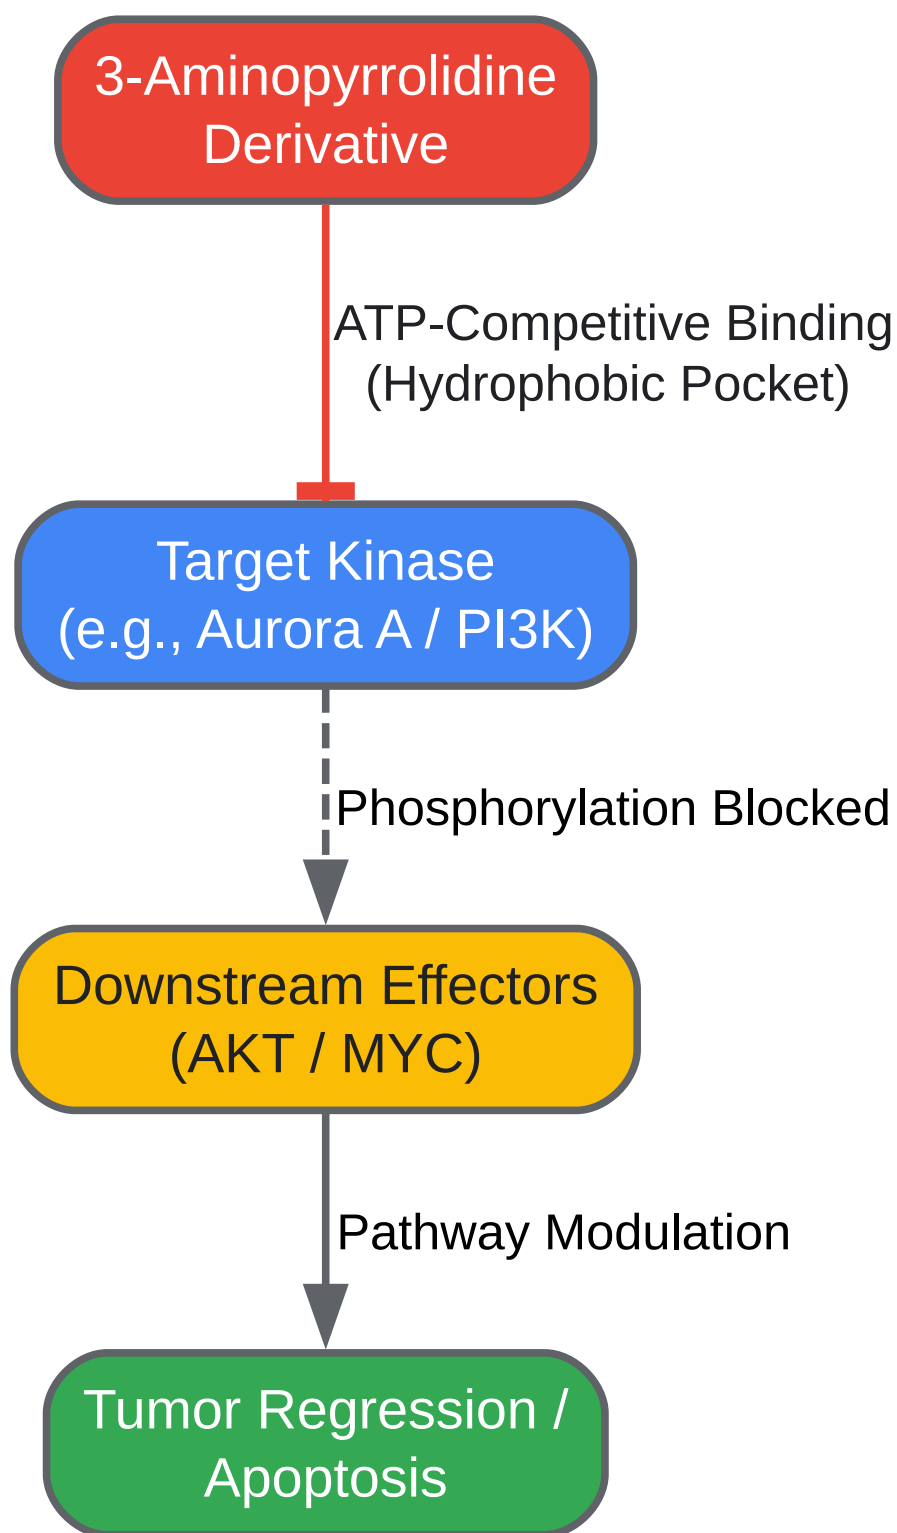 3-Aminopyrrolidine
Derivative
ATP-Competitive Binding
(Hydrophobic Pocket)
Target Kinase
(e.g., Aurora A / PI3K)
Phosphorylation Blocked
Downstream Effectors
(AKT / MYC)
Pathway Modulation
Tumor Regression /
Apoptosis